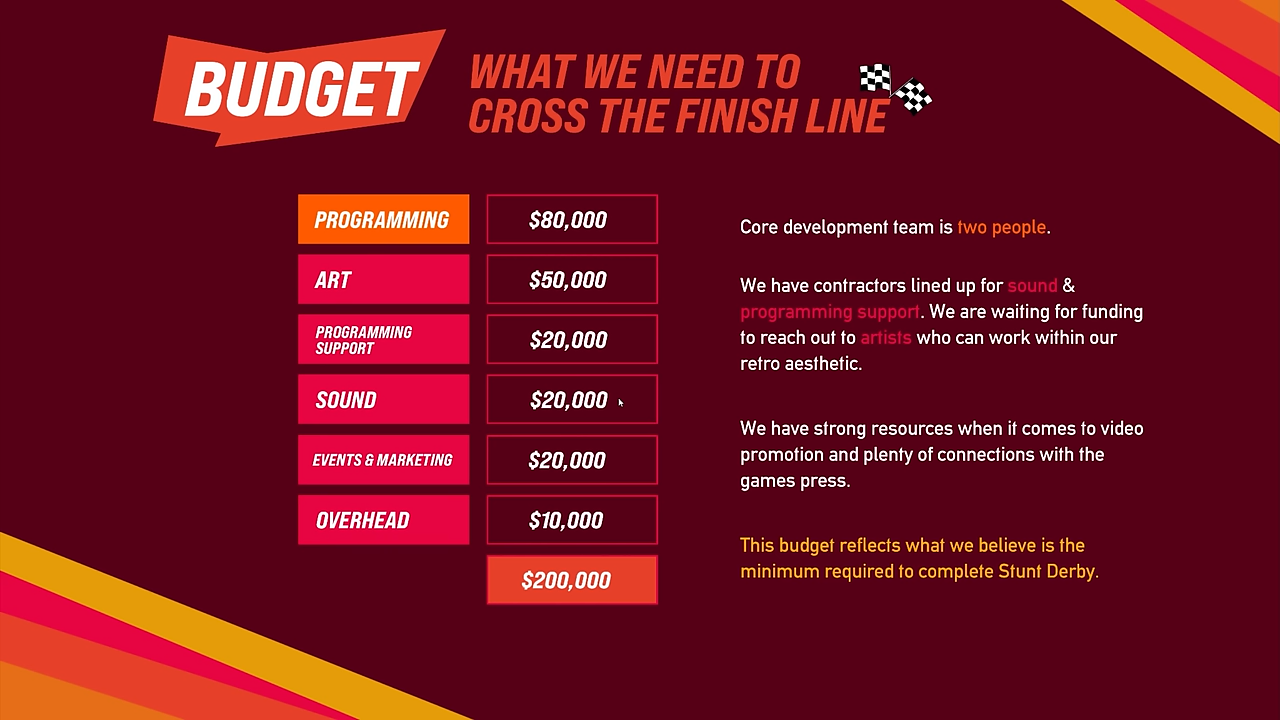 BUDGET
WHAT WE NEED TO
CROSS THE FINISH LINE
PROGRAMMING $80,000
ART $50,000
PROGRAMMING
SUPPORT
$20,000
SOUND $20,000
EVENTS & MARKETING $20,000
OVERHEAD $10,000
$200,000
Core development team is two people.
We have contractors lined up for sound &
programming support. We are waiting for funding
to reach out to artists who can work within our
retro aesthetic.
We have strong resources when it comes to video
promotion and plenty of connections with the
games press.
This budget reflects what we believe is the
minimum required to complete Stunt Derby.